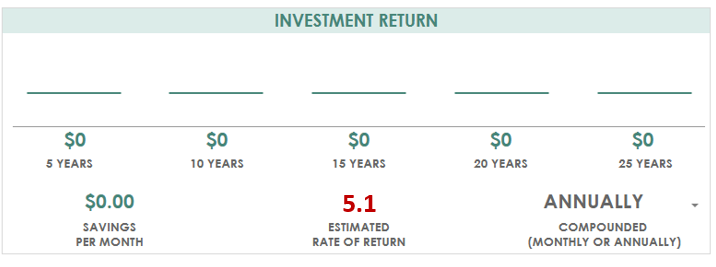 INVESTMENT RETURN
$0 $0 $0 $0 $0
5 YEARS 10 YEARS 15 YEARS 20 YEARS 25 YEARS
$0.00 5.1 ANNUALLY
SAVINGS ESTIMATED COMPOUNDED
PER MONTH RATE OF RETURN (MONTHLY OR ANNUALLY)